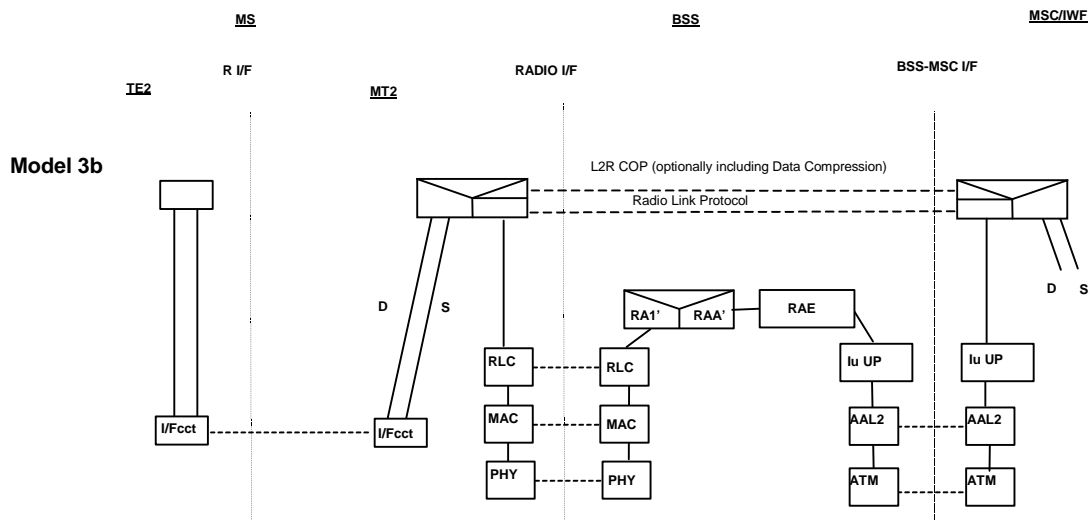 MS
BSS
MSC/IWF
R I/F
RADIO I/F
BSS-MSC I/F
TE2
MT2
Model 3b
L2R COP (optionally including Data Compression)
Radio Link Protocol
D
S
D
S
RA1’
RAA’
RAE
RLC
RLC
Iu UP
Iu UP
I/Fcct
I/Fcct
MAC
MAC
AAL2
AAL2
PHY
PHY
ATM
ATM